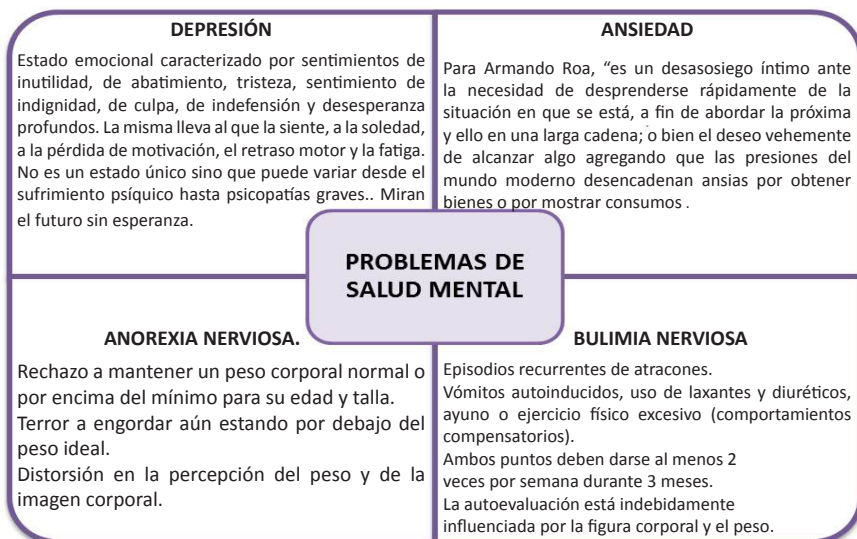 DEPRESIÓN
Estado emocional caracterizado por sentimientos de
inutilidad, de abatimiento, tristeza, sentimiento de
indignidad, de culpa, de indefensión y desesperanza
profundos. La misma lleva al que la siente, a la soledad,
a la pérdida de motivación, el retraso motor y la fatiga.
No es un estado único sino que puede variar desde el
sufrimiento psíquico hasta psicopatías graves.. Miran
el futuro sin esperanza.
ANSIEDAD
Para Armando Roa, “es un desasosiego íntimo ante
la necesidad de desprenderse rápidamente de la
situación en que se está, a fin de abordar la próxima
y ello en una larga cadena; o bien el deseo vehemente
de alcanzar algo agregando que las presiones del
mundo moderno desencadenan ansias por obtener
bienes o por mostrar consumos .
PROBLEMAS DE
SALUD MENTAL
ANOREXIA NERVIOSA.
Rechazo a mantener un peso corporal normal o
por encima del mínimo para su edad y talla.
Terror a engordar aún estando por debajo del
peso ideal.
Distorsión en la percepción del peso y de la
imagen corporal.
BULIMIA NERVIOSA
Episodios recurrentes de atracones.
Vómitos autoinducidos, uso de laxantes y diuréticos,
ayuno o ejercicio físico excesivo (comportamientos
compensatorios).
Ambos puntos deben darse al menos 2
veces por semana durante 3 meses.
La autoevaluación está indebidamente
influenciada por la figura corporal y el peso.